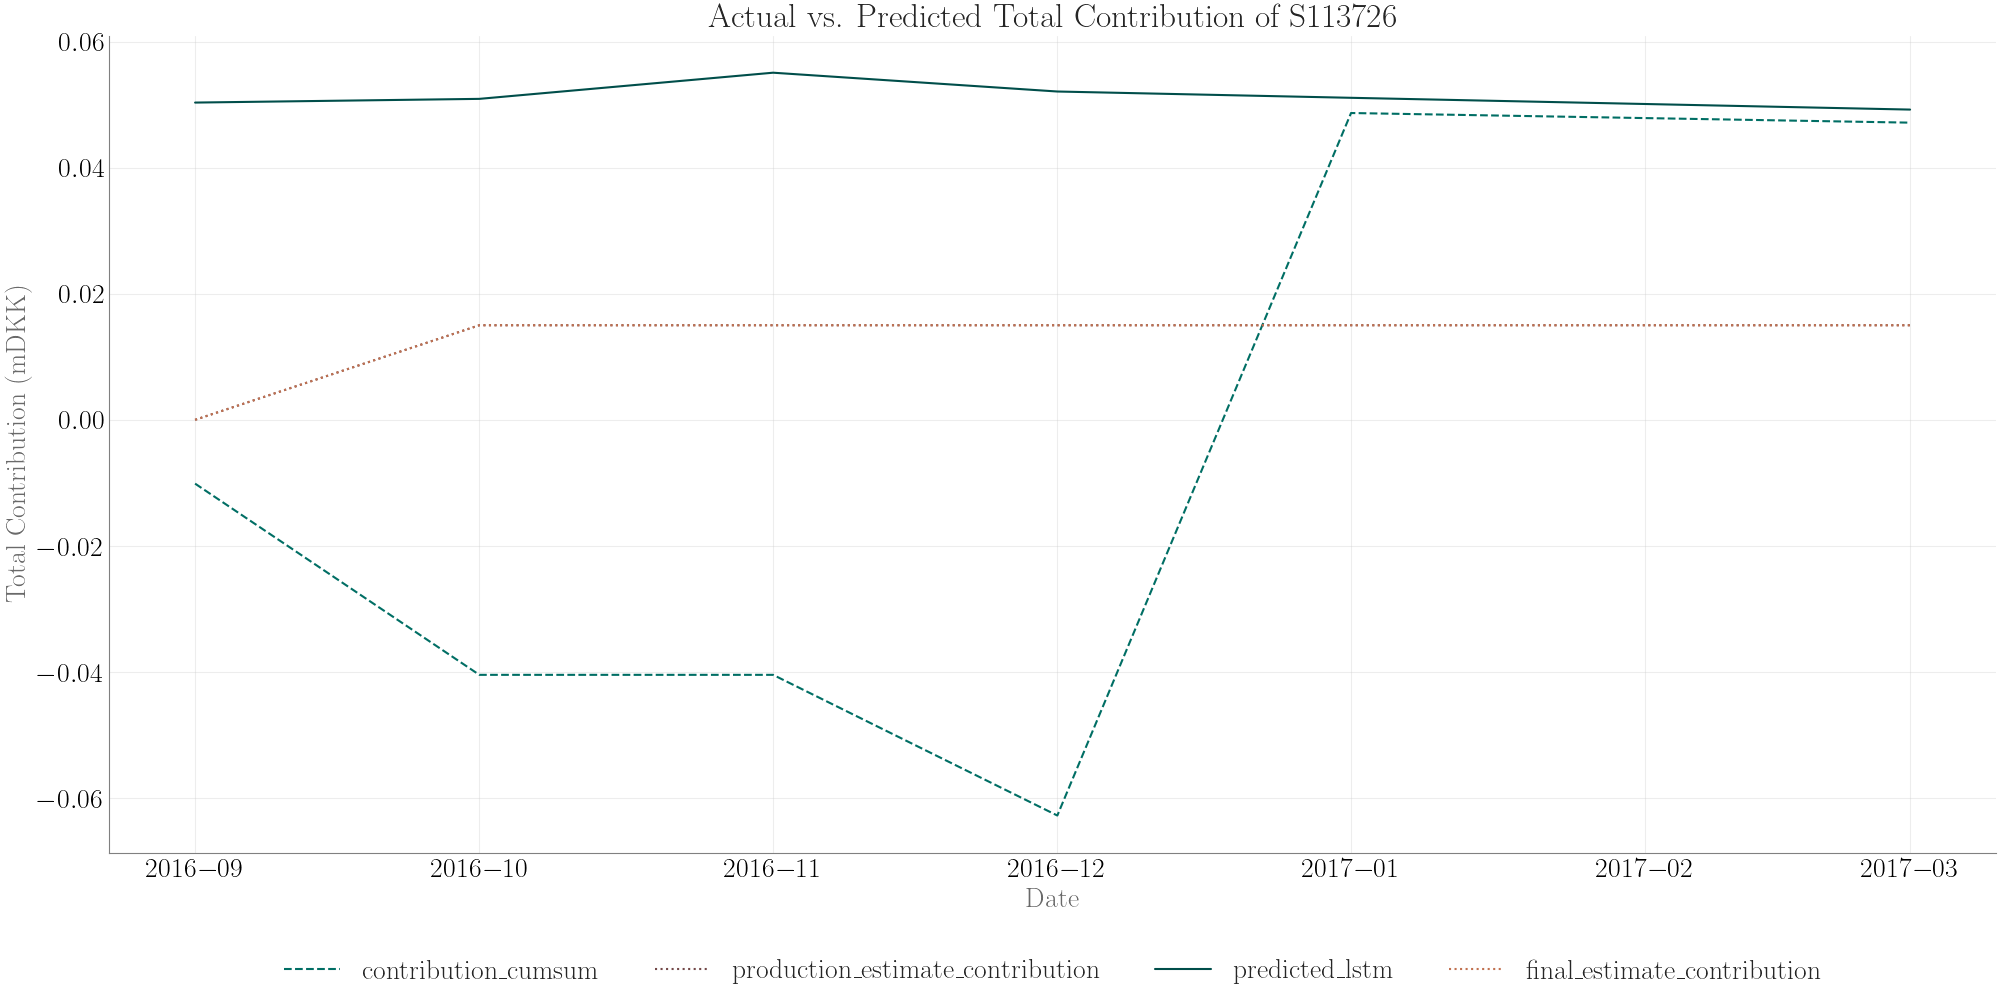 Actual vs. Predicted Total Contribution of S113726
Total Contribution (mDKK)
0.06
0.04
0.02
0.00
−0.02
−0.04
−0.06
2016−09 2016−10 2016−11 2016−12 2017−01 2017−02 2017−03
Date
contribution_cumsum production_estimate_contribution predicted_lstm final_estimate_contribution